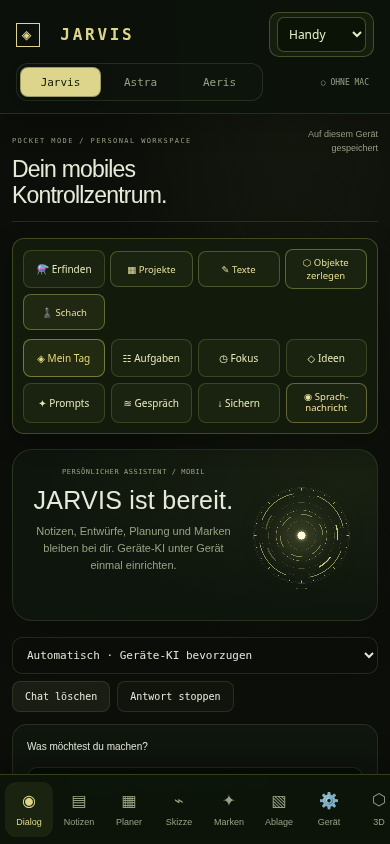 JARVIS
Handy
Jarvis Astra Aeris
OHNE MAC
POCKET MODE / PERSONAL WORKSPACE
Auf diesem Gerät
gespeichert
Dein mobiles
Kontrollzentrum.
Erfinden
Projekte
Texte
Objekte
zerlegen
Schach
Mein Tag
Aufgaben
Fokus
Ideen
Prompts
Gespräch
Sichern
Sprach-
nachricht
PERSÖNLICHER ASSISTENT / MOBIL
JARVIS ist bereit.
Notizen, Entwürfe, Planung und Marken
bleiben bei dir. Geräte-KI unter Gerät
einmal einrichten.
Automatisch · Geräte-KI bevorzugen
Chat löschen
Antwort stoppen
Was möchtest du machen?
Dialog
Notizen
Planer
Skizze
Marken
Ablage
Gerät
3D